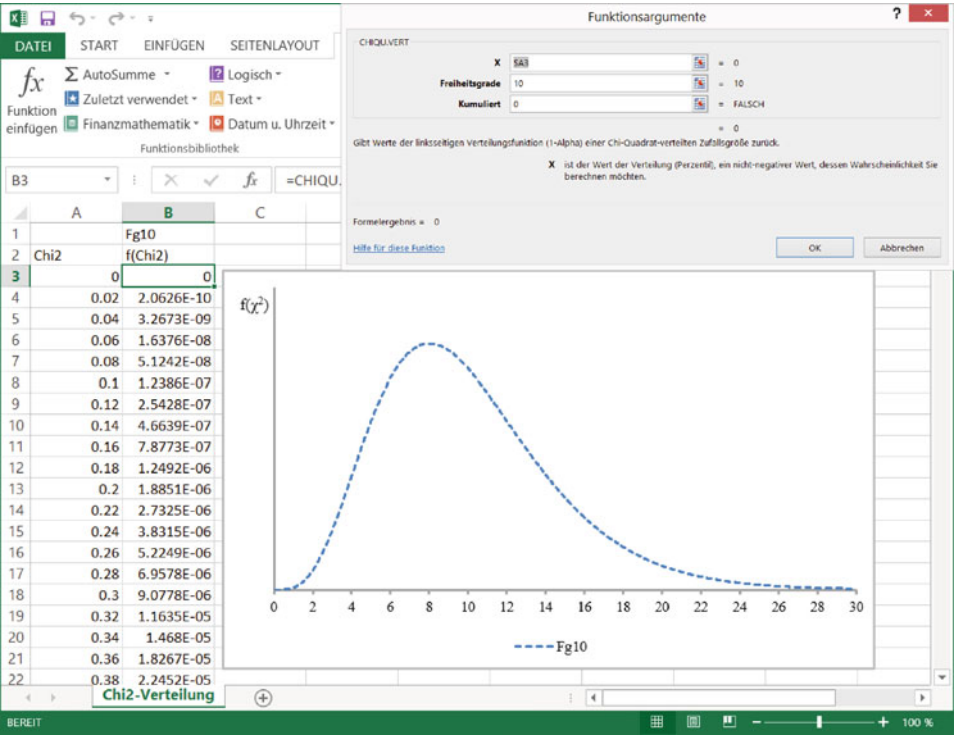 Funktionsargumente
?
×
DATEI START EINFÜGEN SEITENLAYOUT
fx
Funktion einfügen
Σ AutoSumme
Zuletzt verwendet
Finanzmathematik
Logisch
Text
Datum u. Uhrzeit
Funktionsbibliothek
CHIQU.VERT
X $A3 = 0
Freiheitsgrade 10 = 10
Kumuliert 0 = FALSCH
= 0
Gibt Werte der linksseitigen Verteilungsfunktion (1-Alpha) einer Chi-Quadrat-verteilten Zufallsgröße zurück.
X ist der Wert der Verteilung (Perzentil), ein nicht-negativer Wert, dessen Wahrscheinlichkeit Sie
berechnen möchten.
Formelergebnis = 0
Hilfe für diese Funktion
OK Abbrechen
B3 fx =CHIQU.
A B C
1 Fg10
2 Chi2 f(Chi2)
3 0 0
4 0.02 2.0626E-10
5 0.04 3.2673E-09
6 0.06 1.6376E-08
7 0.08 5.1242E-08
8 0.1 1.2386E-07
9 0.12 2.5428E-07
10 0.14 4.6639E-07
11 0.16 7.8773E-07
12 0.18 1.2492E-06
13 0.2 1.8851E-06
14 0.22 2.7325E-06
15 0.24 3.8315E-06
16 0.26 5.2249E-06
17 0.28 6.9578E-06
18 0.3 9.0778E-06
19 0.32 1.1635E-05
20 0.34 1.468E-05
21 0.36 1.8267E-05
22 0.38 2.2452E-05
f(χ²)
0 2 4 6 8 10 12 14 16 18 20 22 24 26 28 30
Fg10
Chi2-Verteilung
BEREIT
100 %